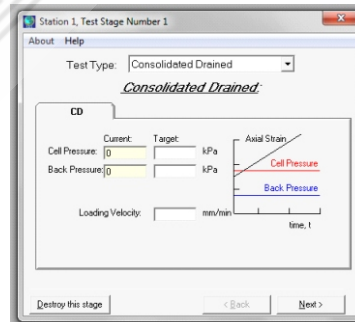 Station 1, Test Stage Number 1
About Help
Test Type: Consolidated Drained
Consolidated Drained:
CD
Current: Target:
Cell Pressure: 0 kPa
Back Pressure: 0 kPa
Loading Velocity: mm/min
Axial Strain
Cell Pressure
Back Pressure
time, t
Destroy this stage < Back Next >